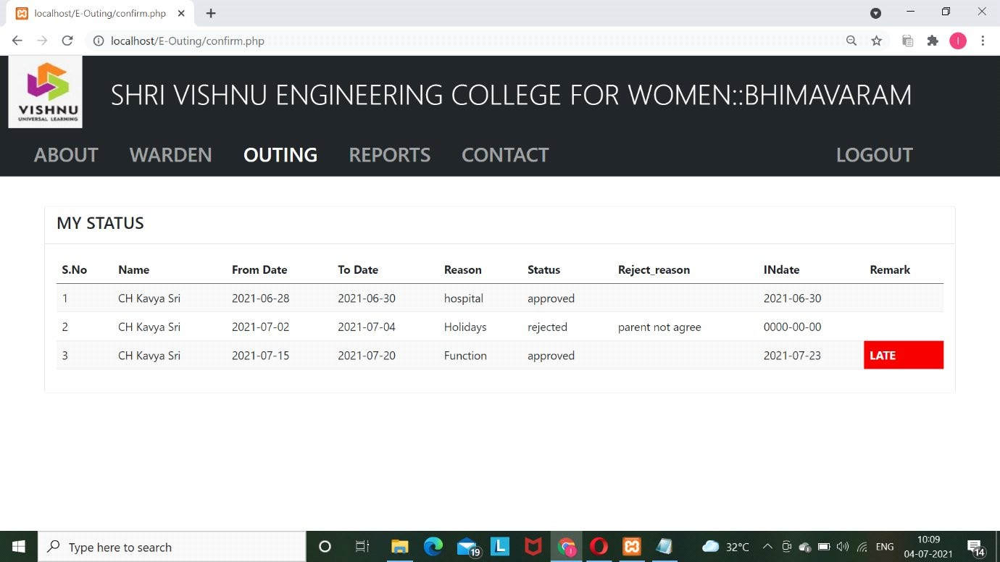 localhost/E-Outing/confirm.php
localhost/E-Outing/confirm.php
I
VISHNU
UNIVERSAL LEARNING
SHRI VISHNU ENGINEERING COLLEGE FOR WOMEN::BHIMAVARAM
ABOUT WARDEN OUTING REPORTS CONTACT LOGOUT
MY STATUS
S.No Name From Date To Date Reason Status Reject_reason INdate Remark
1 CH Kavya Sri 2021-06-28 2021-06-30 hospital approved 2021-06-30
2 CH Kavya Sri 2021-07-02 2021-07-04 Holidays rejected parent not agree 0000-00-00
3 CH Kavya Sri 2021-07-15 2021-07-20 Function approved 2021-07-23 LATE
Type here to search 19 L I 32°C ENG 10:09
04-07-2021 14